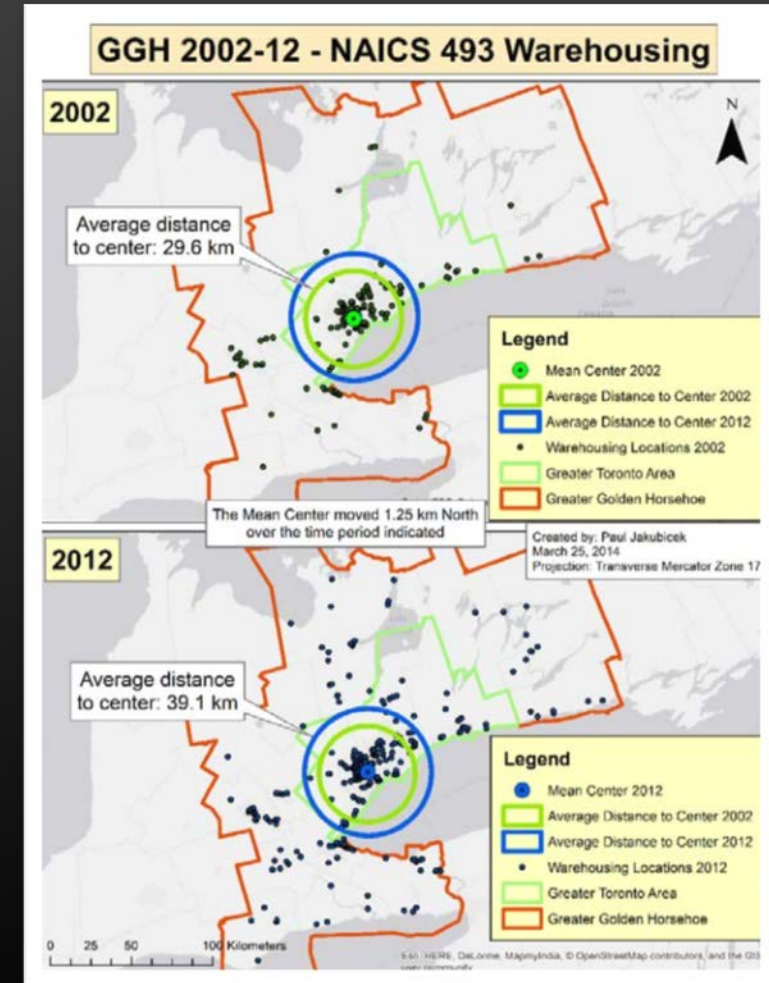 GGH 2002-12 - NAICS 493 Warehousing
2002
N
Average distance
to center: 29.6 km
Legend
Mean Center 2002
Average Distance to Center 2002
Average Distance to Center 2012
Warehousing Locations 2002
Greater Toronto Area
Greater Golden Horsehoe
The Mean Center moved 1.25 km North
over the time period indicated
Created by: Paul Jakubicek
March 25, 2014
Projection: Transverse Mercator Zone 17
2012
Average distance
to center: 39.1 km
Legend
Mean Center 2012
Average Distance to Center 2002
Average Distance to Center 2012
Warehousing Locations 2012
Greater Toronto Area
Greater Golden Horsehoe
0 25 50 100 Kilometers
Esri, HERE, DeLorme, MapmyIndia, © OpenStreetMap contributors, and the GIS
user community